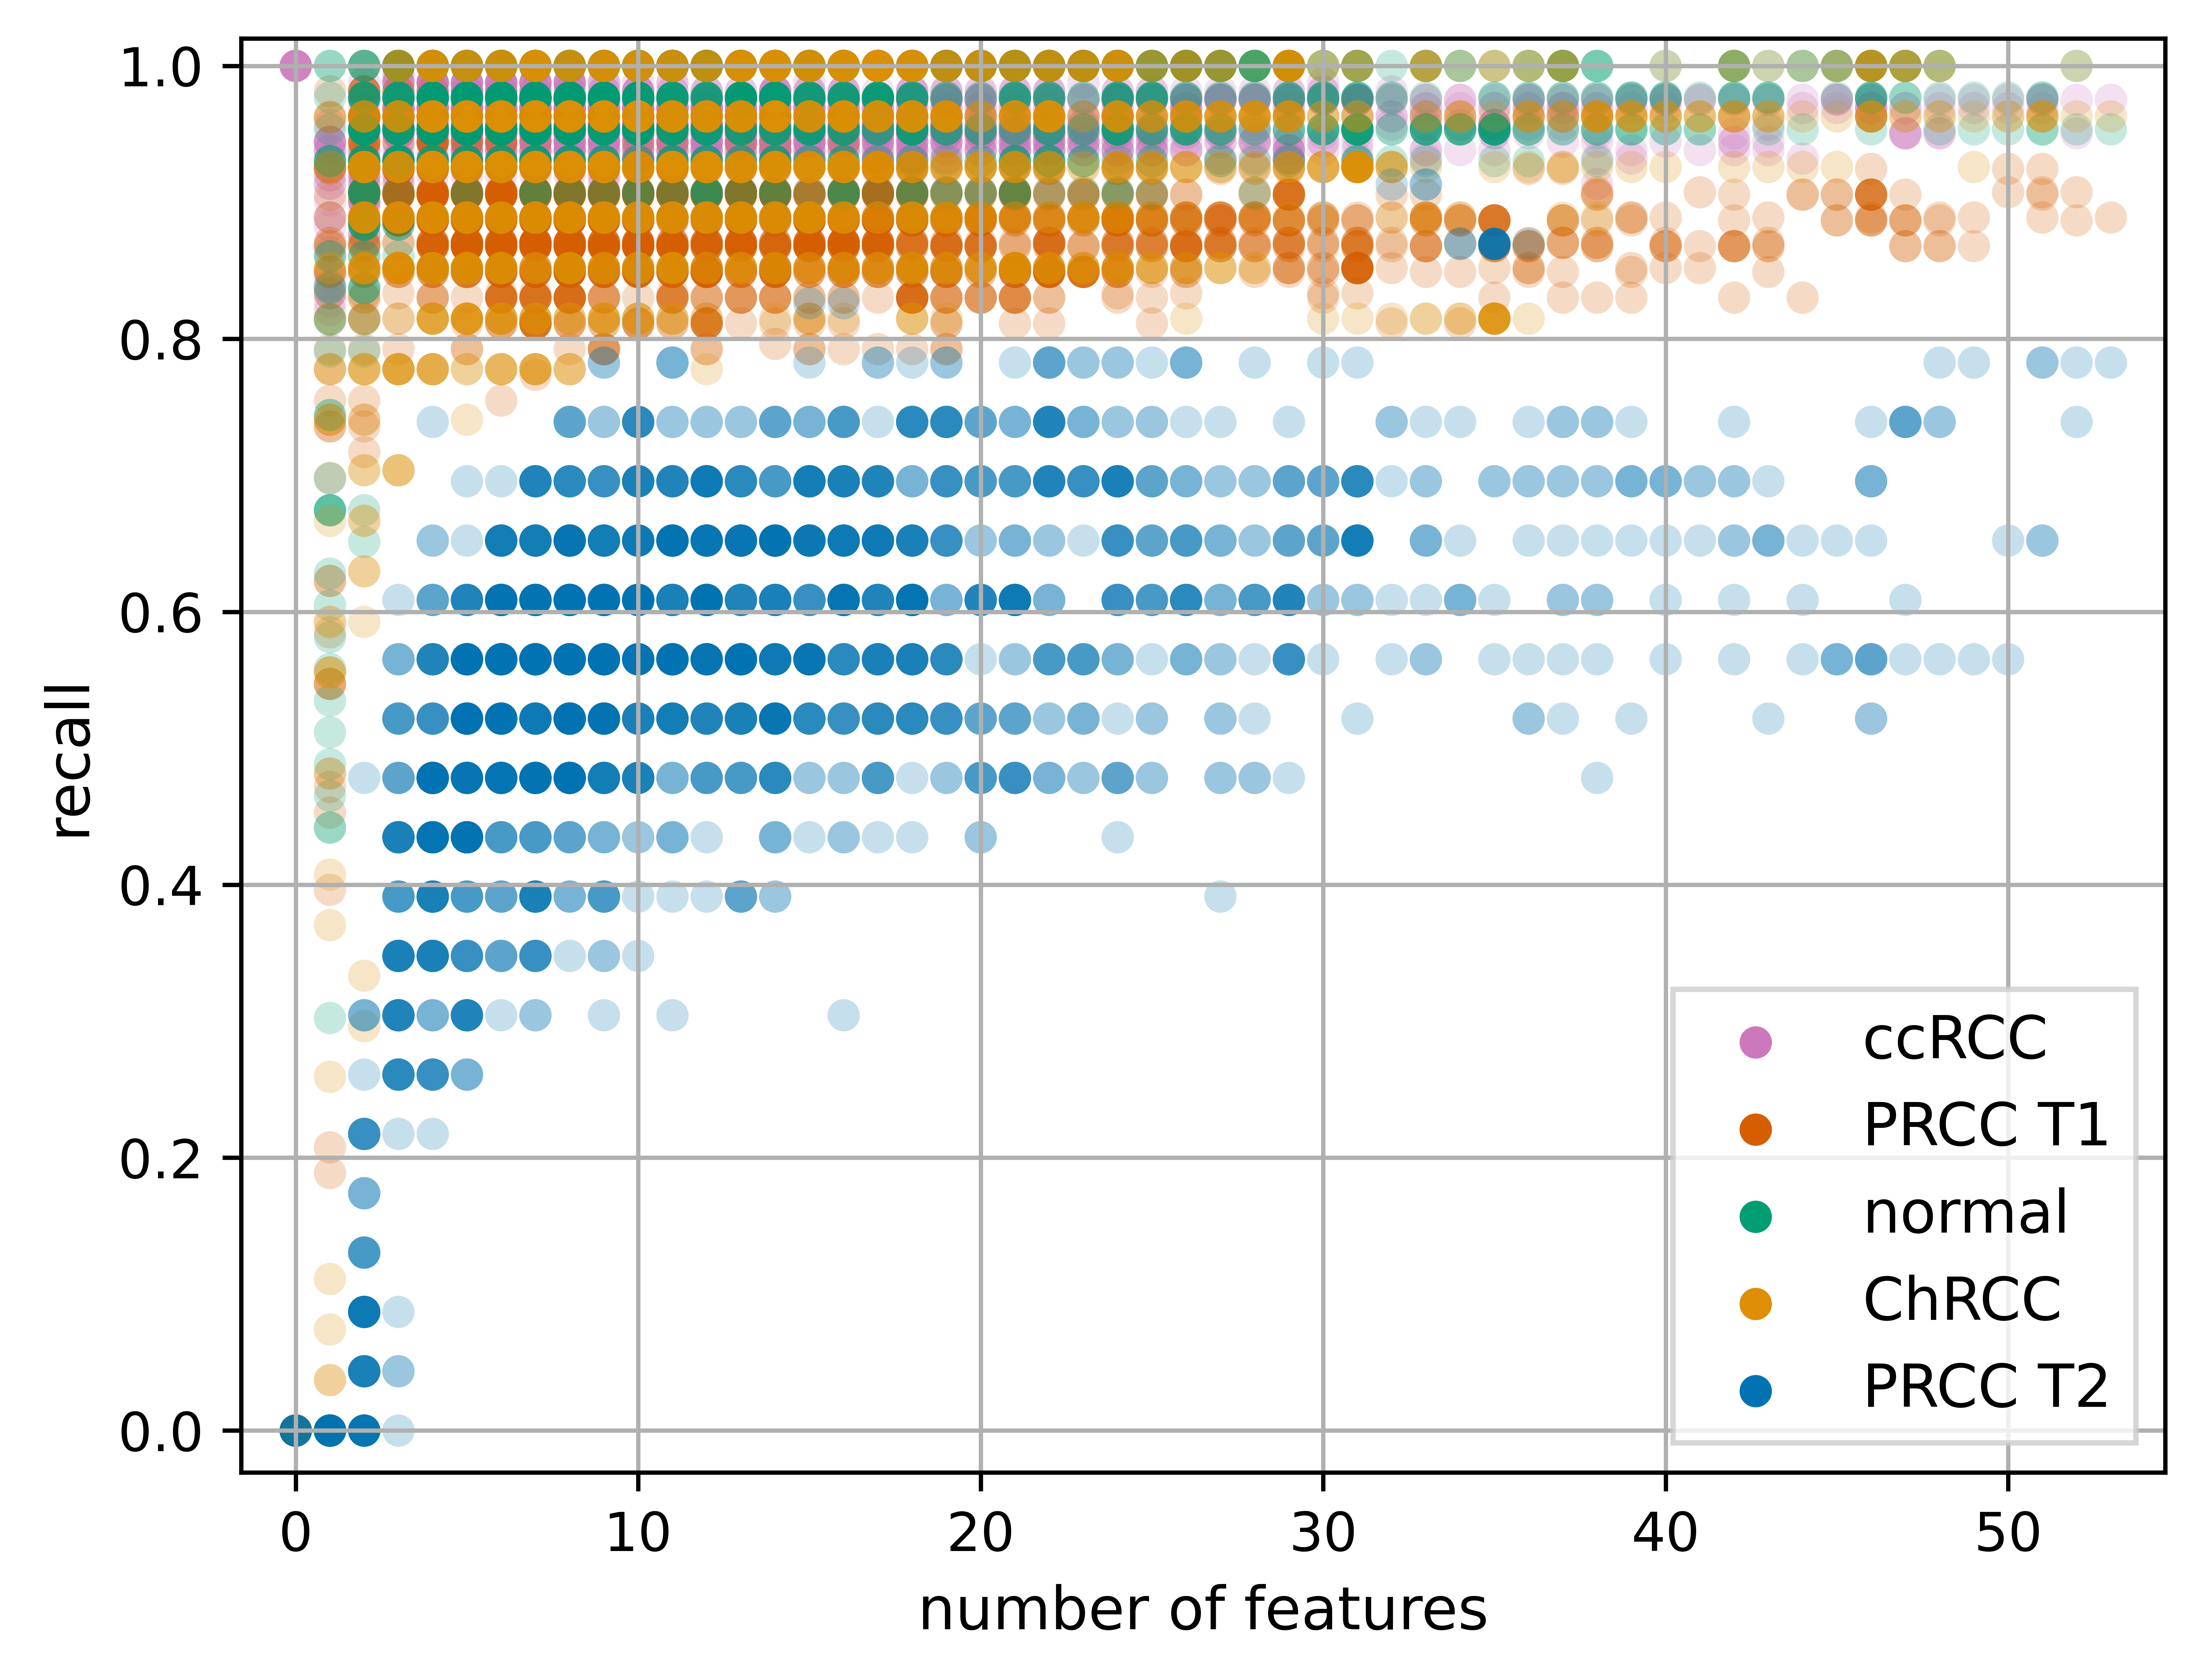 1.0
0.8
0.6
0.4
0.2
0.0
recall
0 10 20 30 40 50
number of features
ccRCC
PRCC T1
normal
ChRCC
PRCC T2